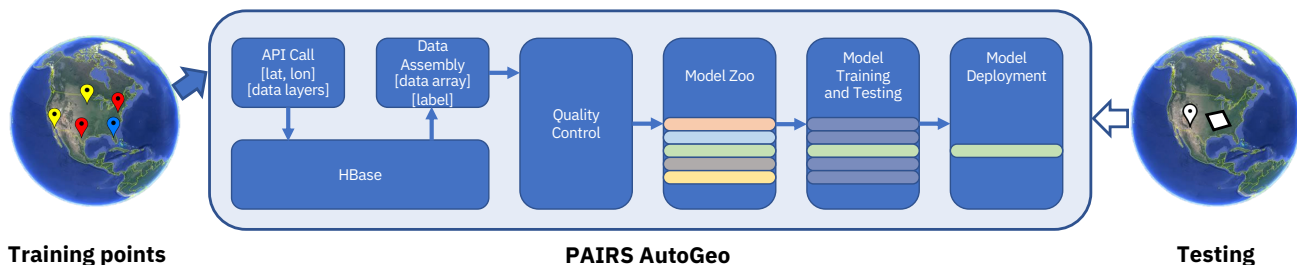 API Call
[lat, lon]
[data layers]
Data
Assembly
[data array]
[label]
HBase
Quality
Control
Model Zoo
Model
Training
and Testing
Model
Deployment
Training points
PAIRS AutoGeo
Testing